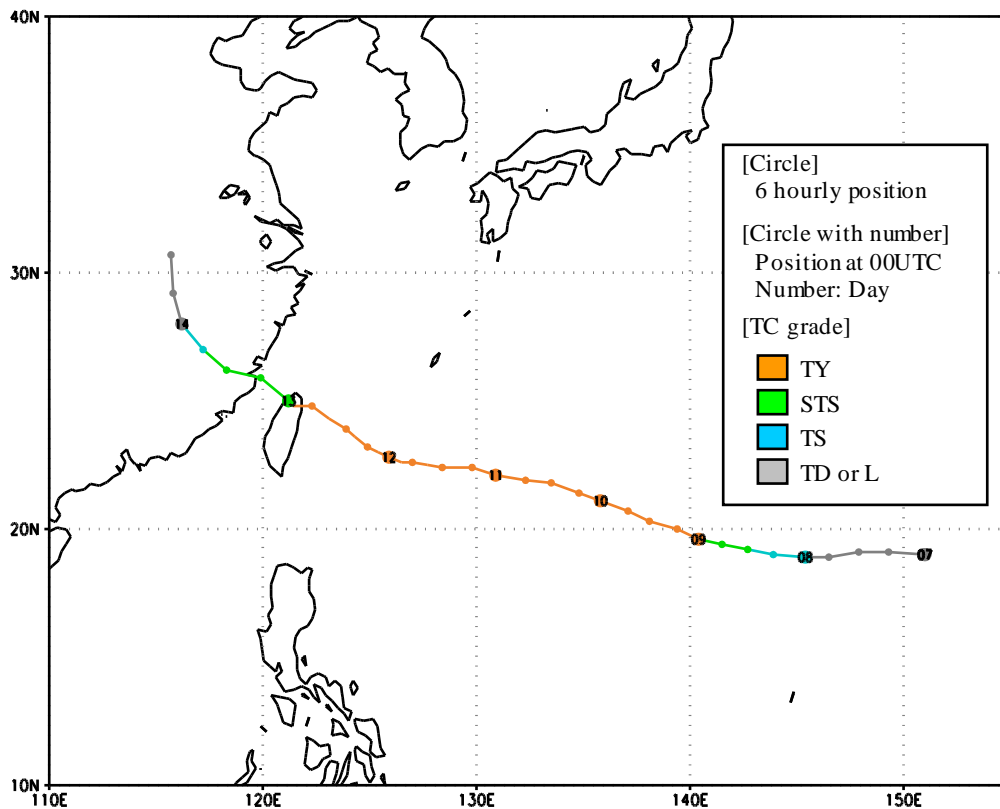 40N
[Circle]
6 hourly position
[Circle with number]
Position at 00UTC
Number: Day
[TC grade]
TY
STS
TS
TD or L
30N
14
13
12
11
10
09
08
07
20N
10N
110E
120E
130E
140E
150E